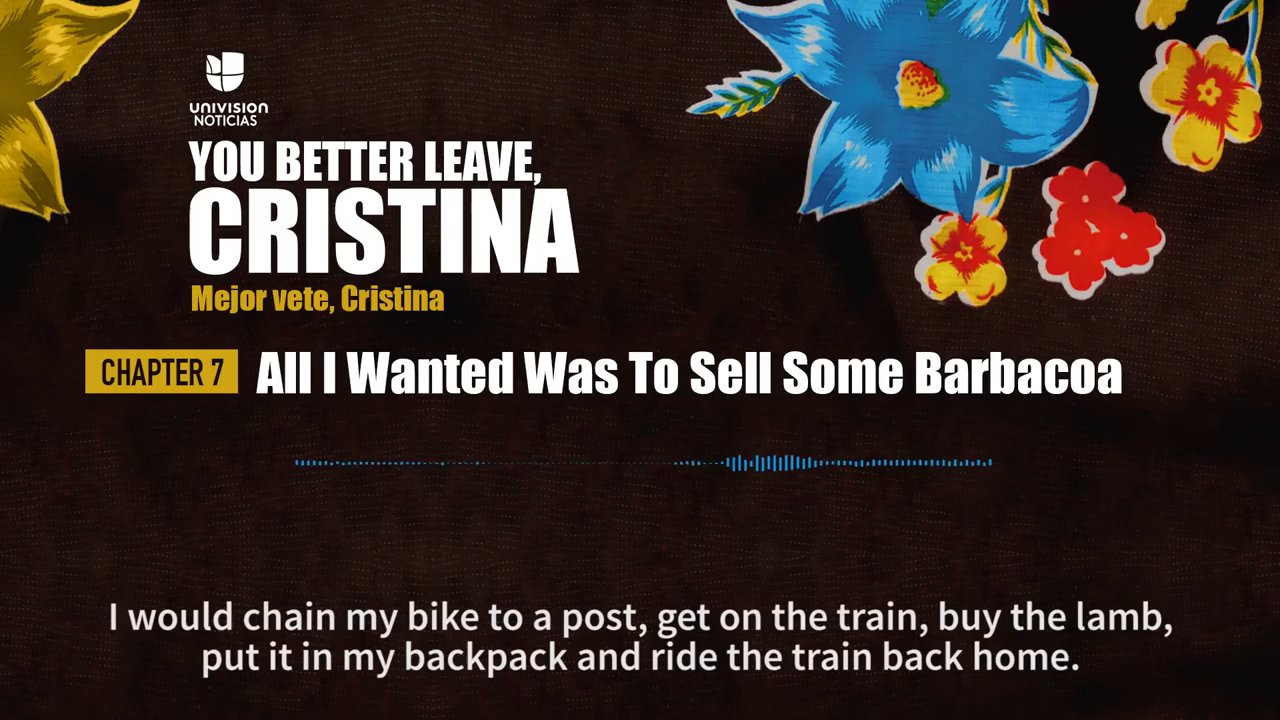 UNIVISION
NOTICIAS
YOU BETTER LEAVE,
CRISTINA
Mejor vete, Cristina
CHAPTER 7 All I Wanted Was To Sell Some Barbacoa
I would chain my bike to a post, get on the train, buy the lamb,
put it in my backpack and ride the train back home.